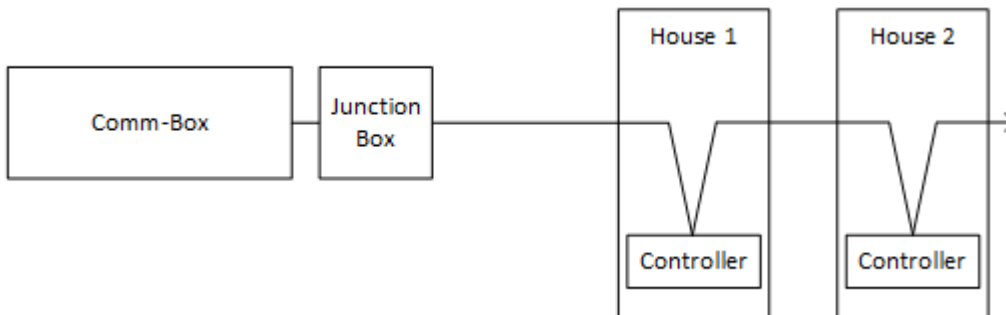 House 1
House 2
Comm-Box
Junction
Box
Controller
Controller